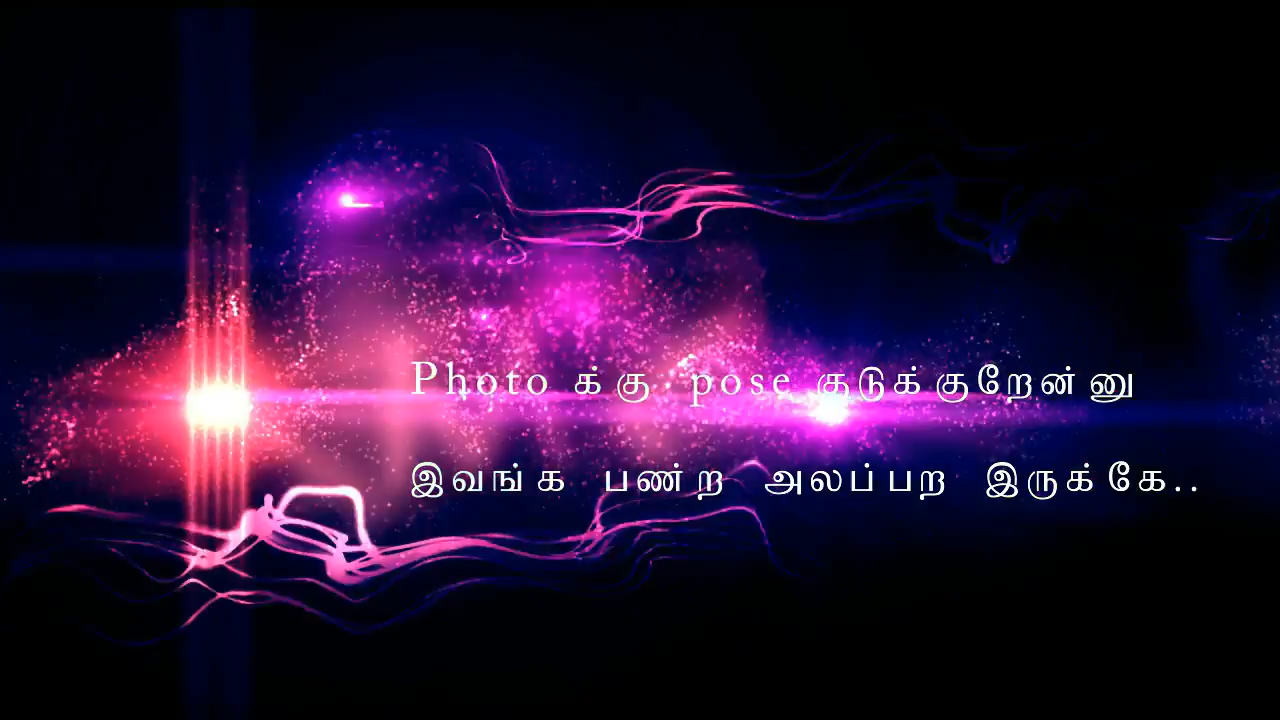 Photo க்கு pose குடுக்குறேன்னு
இவங்க பண்ற அலப்பற இருக்கே..